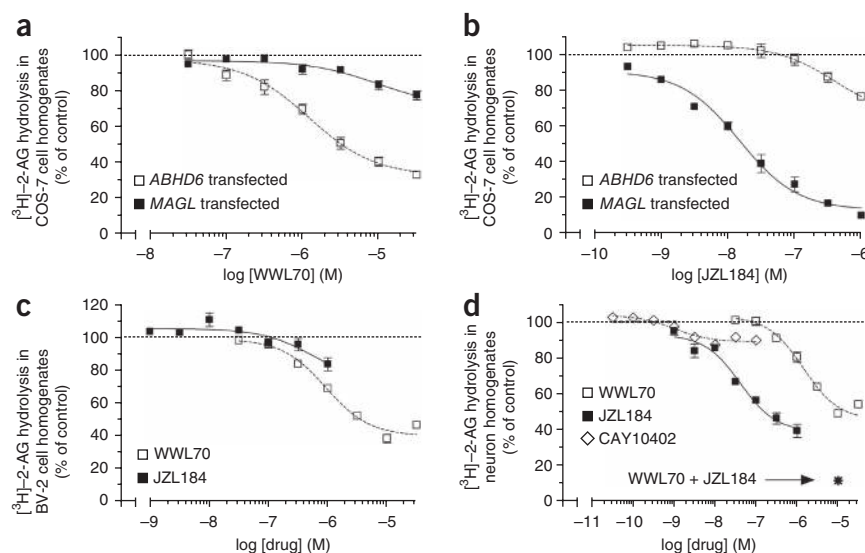 a
[³H]–2-AG hydrolysis in
COS-7 cell homogenates
(% of control)
100
80
60
40
20
0
ABHD6 transfected
MAGL transfected
–8 –7 –6 –5
log [WWL70] (M)
b
[³H]–2-AG hydrolysis in
COS-7 cell homogenates
(% of control)
100
80
60
40
20
0
ABHD6 transfected
MAGL transfected
–10 –9 –8 –7 –6
log [JZL184] (M)
c
[³H]–2-AG hydrolysis in
BV-2 cell homogenates
(% of control)
120
100
80
60
40
20
0
WWL70
JZL184
–9 –8 –7 –6 –5
log [drug] (M)
d
[³H]–2-AG hydrolysis in
neuron homogenates
(% of control)
100
80
60
40
20
0
WWL70
JZL184
CAY10402
WWL70 + JZL184
–11 –10 –9 –8 –7 –6 –5
log [drug] (M)